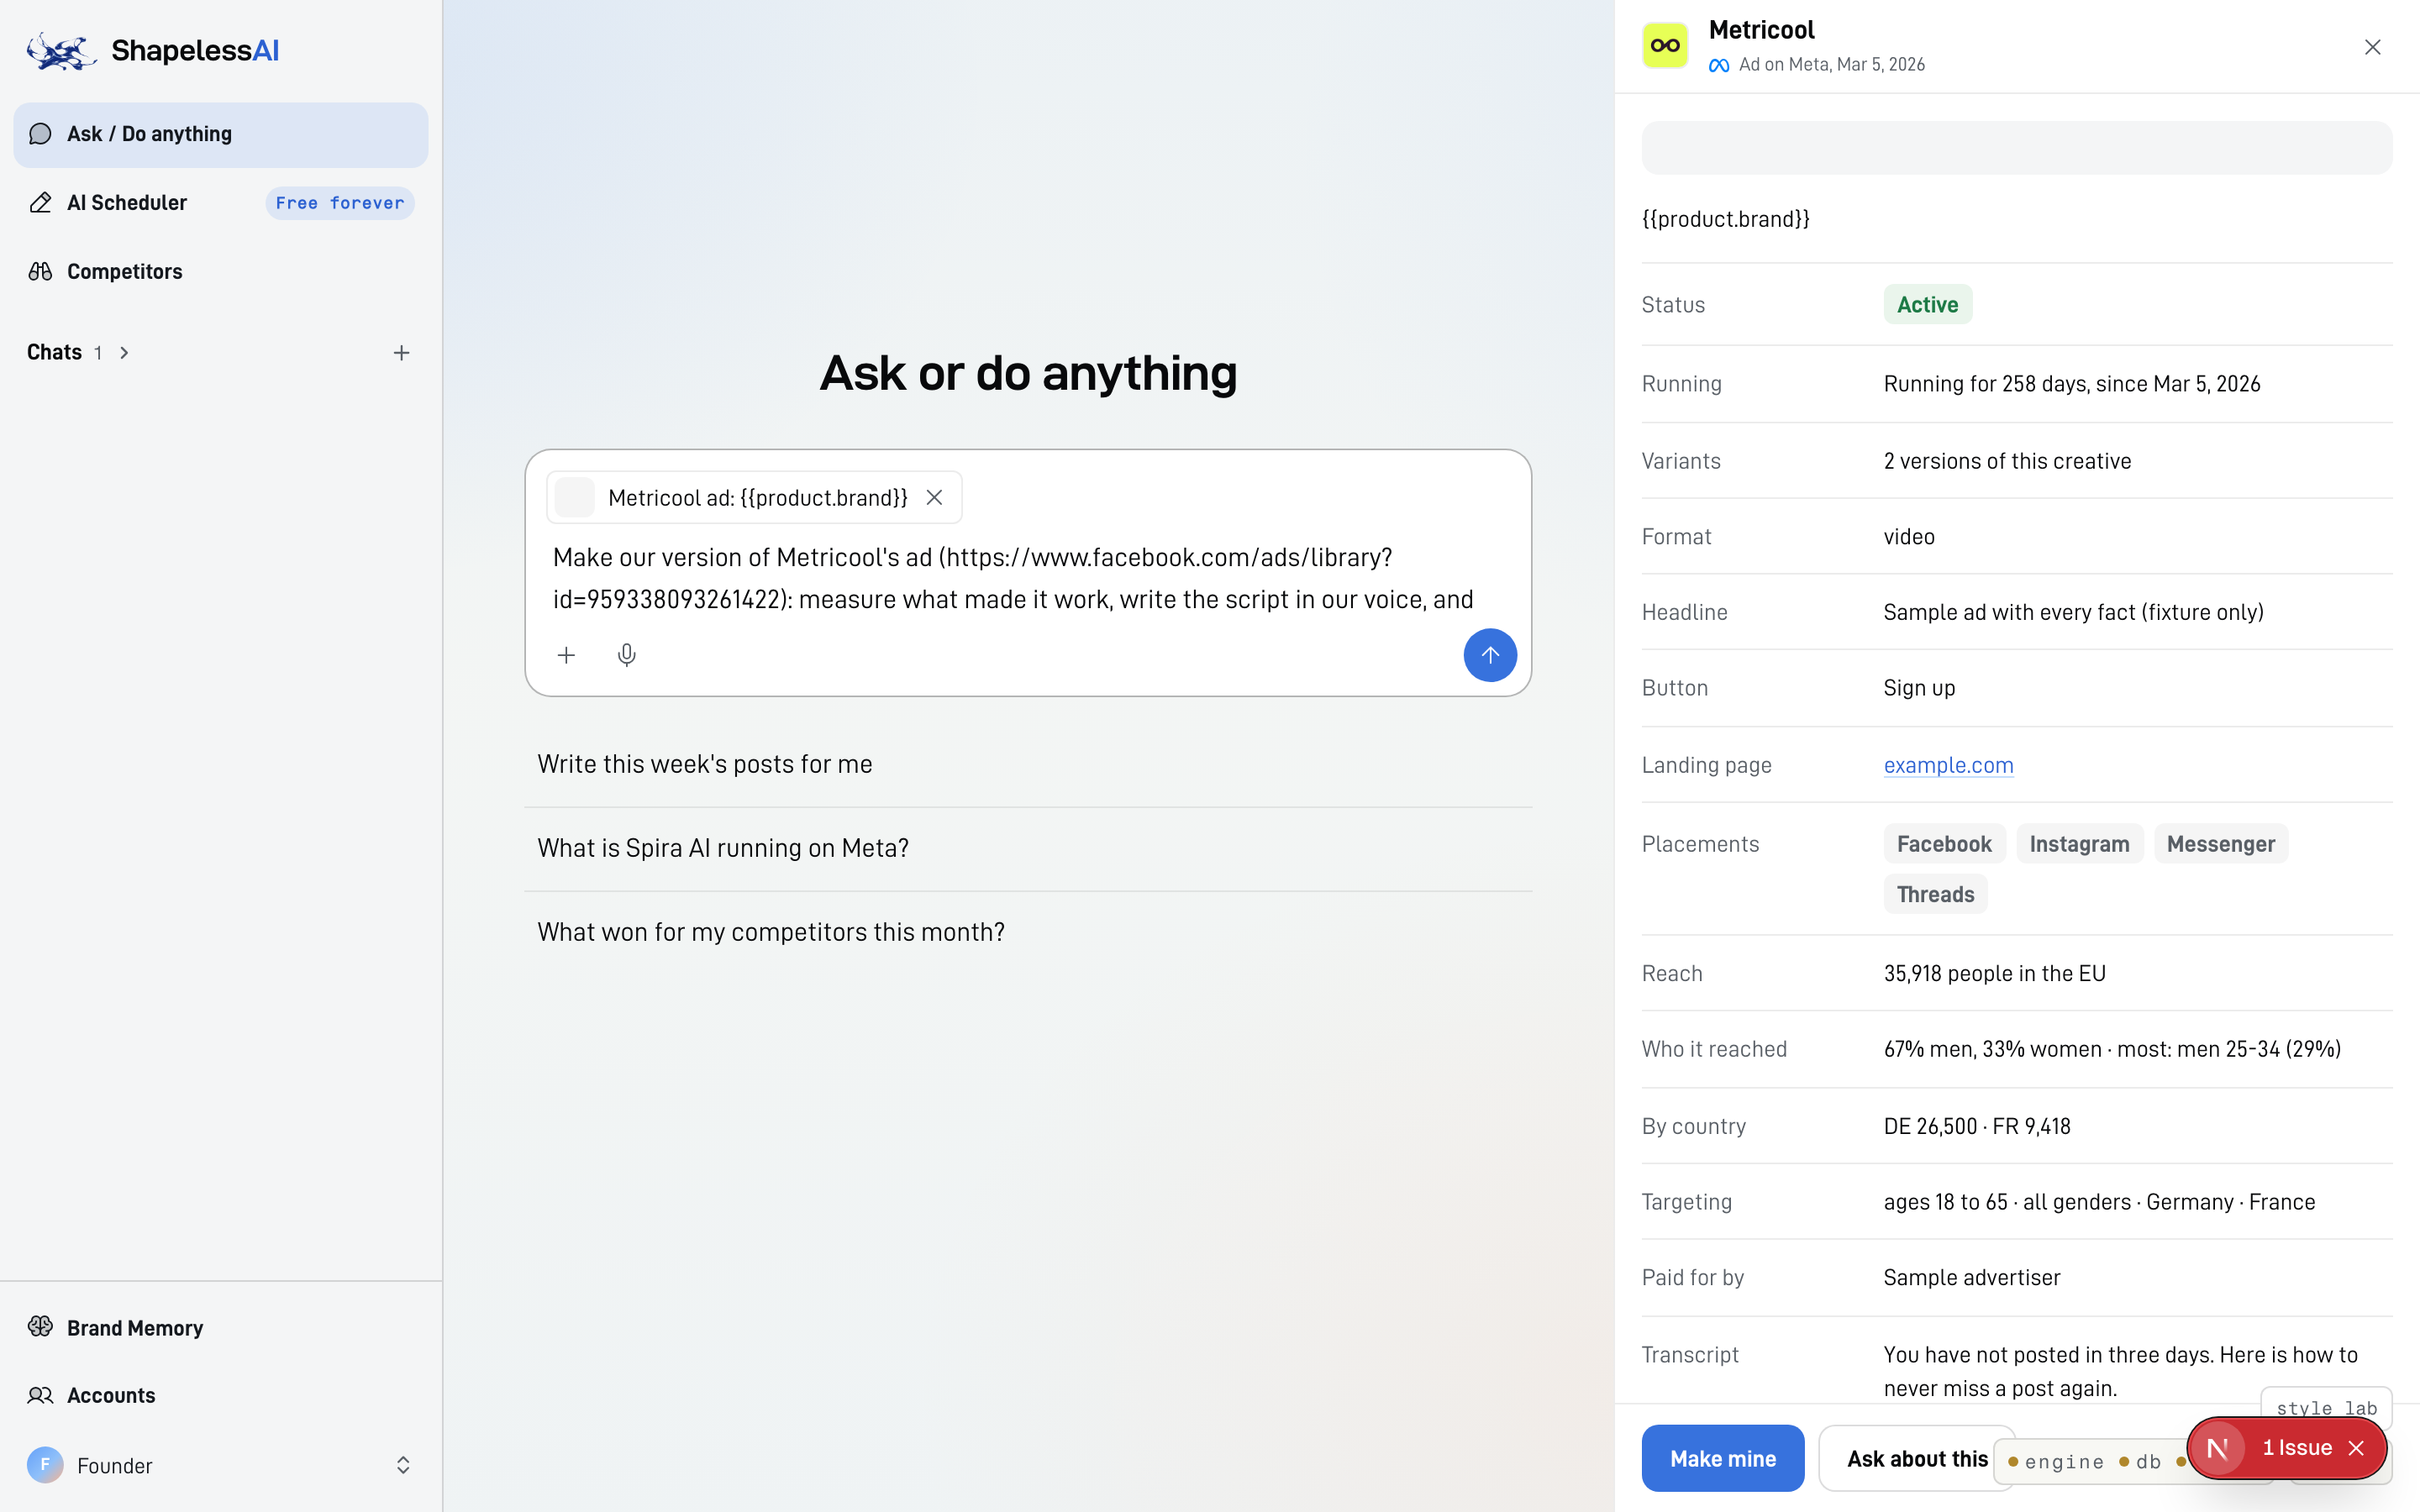 ShapelessAI
Ask / Do anything
AI Scheduler
Free forever
Competitors
Chats 1
Brand Memory
Accounts
F
Founder
Ask or do anything
Metricool ad: {{product.brand}}
Make our version of Metricool's ad (https://www.facebook.com/ads/library?
id=959338093261422): measure what made it work, write the script in our voice, and
Write this week's posts for me
What is Spira AI running on Meta?
What won for my competitors this month?
Metricool
Ad on Meta, Mar 5, 2026
{{product.brand}}
Status Active
Running Running for 258 days, since Mar 5, 2026
Variants 2 versions of this creative
Format video
Headline Sample ad with every fact (fixture only)
Button Sign up
Landing page example.com
Placements Facebook Instagram Messenger
Threads
Reach 35,918 people in the EU
Who it reached 67% men, 33% women · most: men 25-34 (29%)
By country DE 26,500 · FR 9,418
Targeting ages 18 to 65 · all genders · Germany · France
Paid for by Sample advertiser
Transcript You have not posted in three days. Here is how to
never miss a post again.
style lab
Make mine
Ask about this
engine
db
N
1 Issue